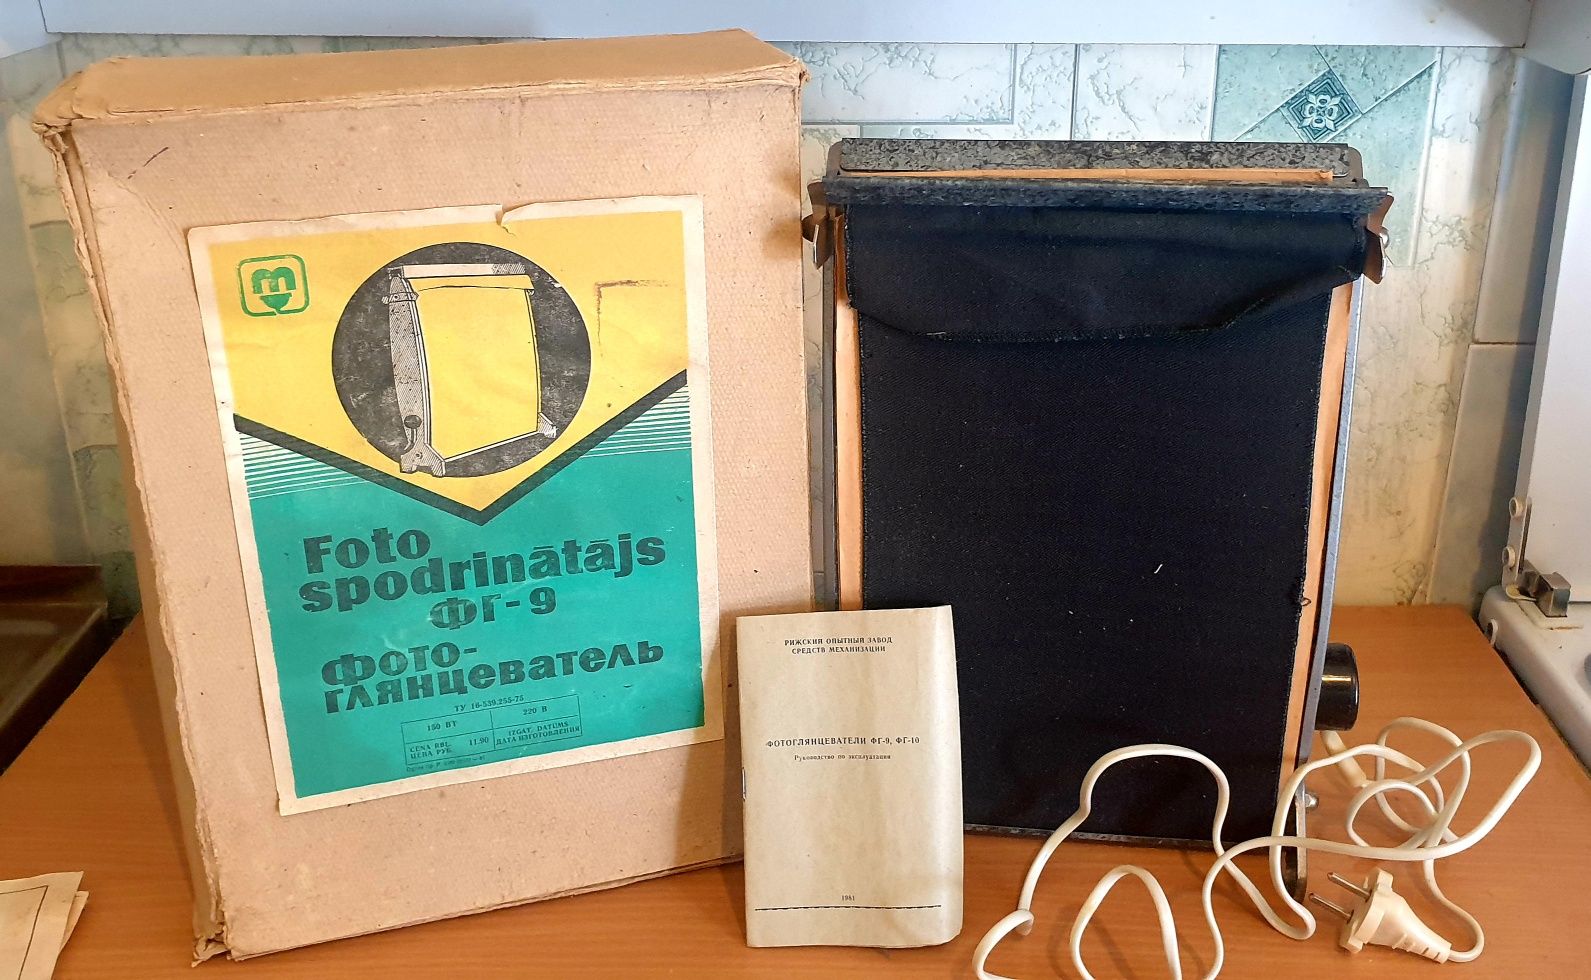 Foto
spodrinātājs
ФГ-9
фото-
глянцеватель
ТУ 16-539.255-75
150 ВТ
220 В
CENA RBL.
ЦЕНА РУБ.
11.90
IZGAT. DATUMS
ДАТА ИЗГОТОВЛЕНИЯ
РИЖСКИЙ ОПЫТНЫЙ ЗАВОД
СРЕДСТВ МЕХАНИЗАЦИИ
ФОТОГЛЯНЦЕВАТЕЛИ ФГ-9, ФГ-10
Руководство по эксплуатации
1981